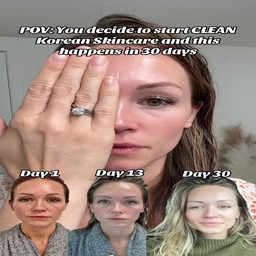 POV: You decide to start CLEAN
Korean Skincare and this
happens in 30 days
Day 1 Day 13 Day 30